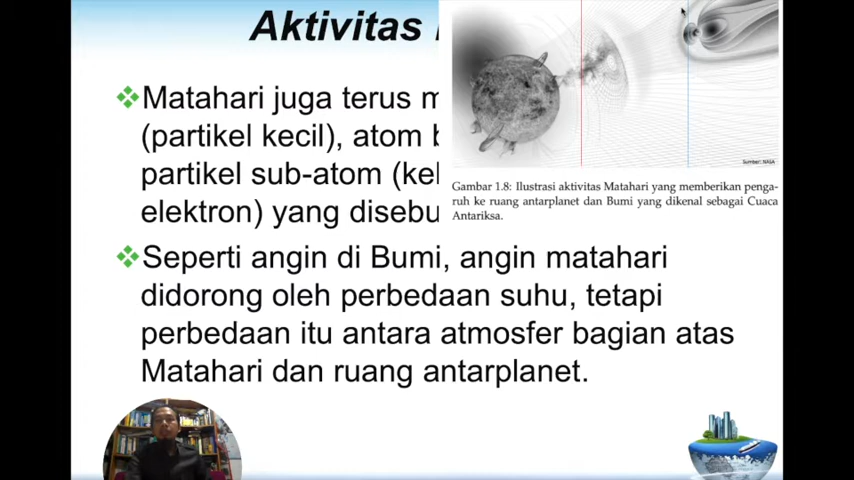 Aktivitas
Matahari juga terus
(partikel kecil), atom
partikel sub-atom
elektron) yang
Seperti angin di Bumi, angin matahari
didorong oleh perbedaan suhu, tetapi
perbedaan itu antara atmosfer bagian atas
Matahari dan ruang antarplanet.
Sumber: NASA
Gambar 1.8: Ilustrasi aktivitas Matahari yang memberikan penga-
ruh ke ruang antarplanet dan Bumi yang dikenal sebagai Cuaca
Antariksa.